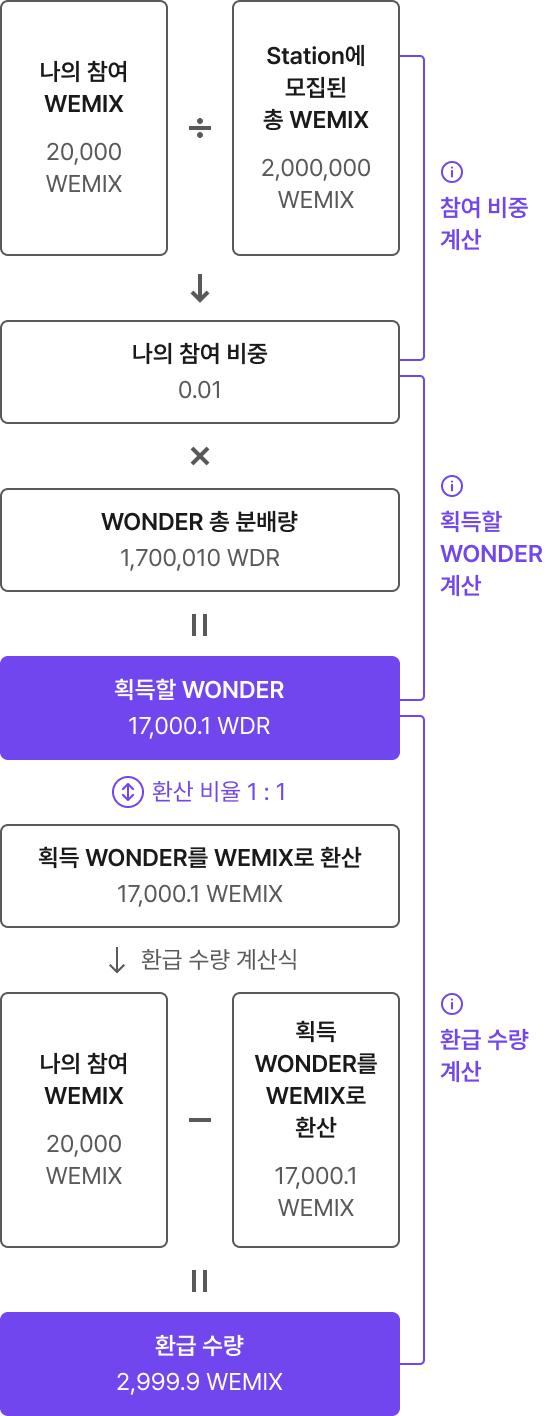 나의 참여
WEMIX
20,000
WEMIX
÷
Station에
모집된
총 WEMIX
2,000,000
WEMIX
참여 비중
계산
나의 참여 비중
0.01
×
WONDER 총 분배량
1,700,010 WDR
획득할
WONDER
계산
획득할 WONDER
17,000.1 WDR
환산 비율 1 : 1
획득 WONDER를 WEMIX로 환산
17,000.1 WEMIX
환급 수량 계산식
나의 참여
WEMIX
20,000
WEMIX
−
획득
WONDER를
WEMIX로
환산
17,000.1
WEMIX
환급 수량
계산
환급 수량
2,999.9 WEMIX